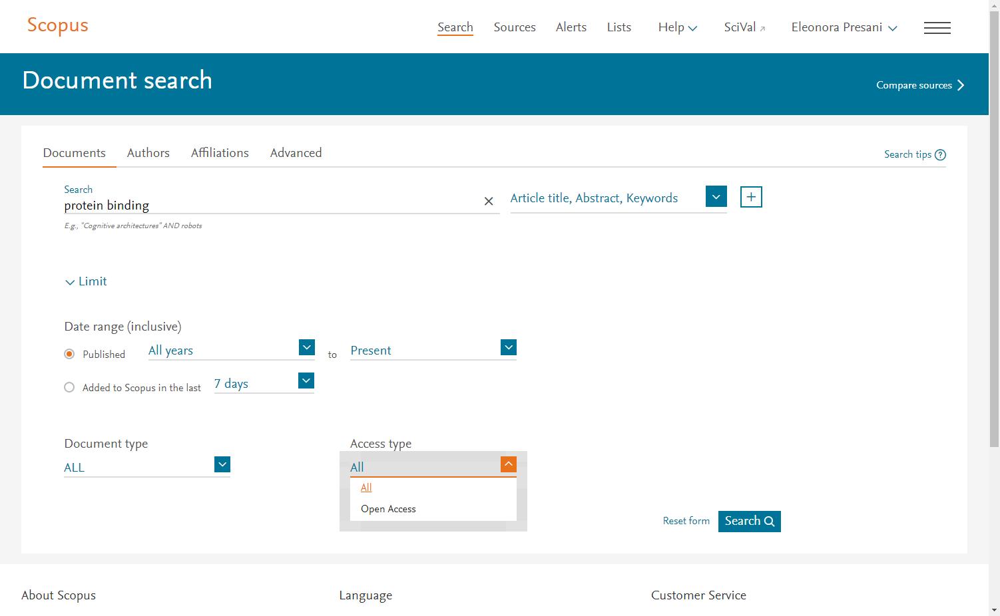 Scopus
Search Sources Alerts Lists Help SciVal Eleonora Presani
Document search
Compare sources
Documents Authors Affiliations Advanced
Search tips
Search
protein binding
Article title, Abstract, Keywords
E.g., "Cognitive architectures" AND robots
Limit
Date range (inclusive)
Published All years to Present
Added to Scopus in the last 7 days
Document type Access type
ALL All
All
Open Access
Reset form Search
About Scopus Language Customer Service